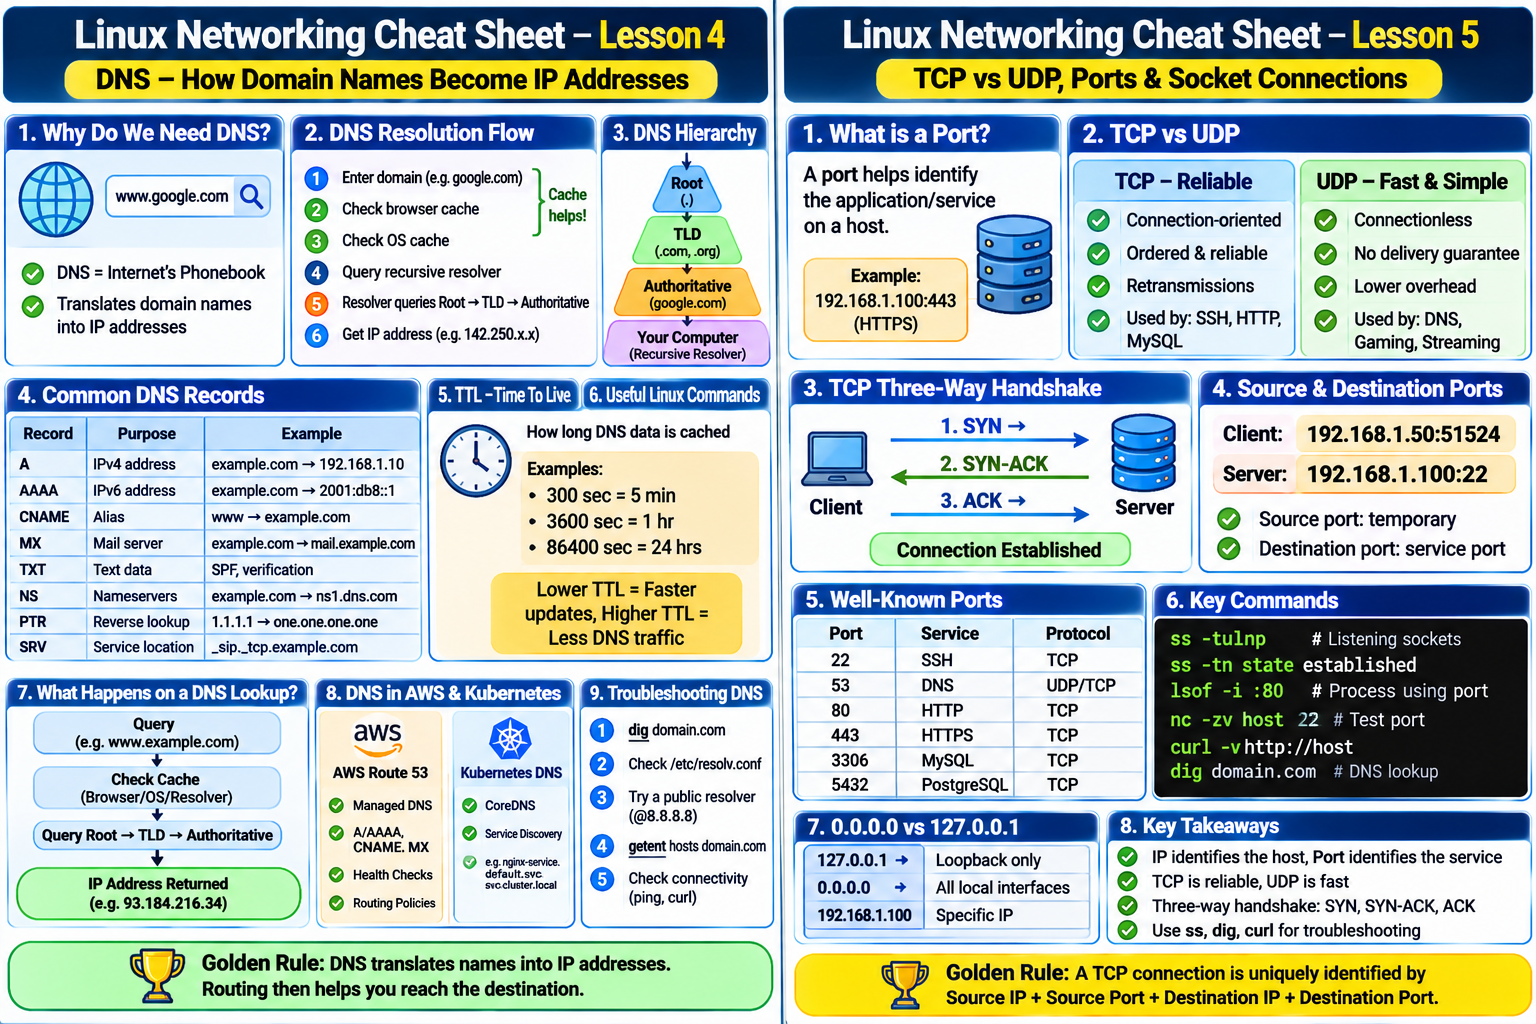 Linux Networking Cheat Sheet – Lesson 4
DNS – How Domain Names Become IP Addresses
1. Why Do We Need DNS?
www.google.com
DNS = Internet's Phonebook
Translates domain names
into IP addresses
2. DNS Resolution Flow
1 Enter domain (e.g. google.com)
2 Check browser cache
3 Check OS cache
Cache
helps!
4 Query recursive resolver
5 Resolver queries Root → TLD → Authoritative
6 Get IP address (e.g. 142.250.x.x)
3. DNS Hierarchy
Root
(.)
TLD
(.com, .org)
Authoritative
(google.com)
Your Computer
(Recursive Resolver)
4. Common DNS Records
Record Purpose Example
A IPv4 address example.com → 192.168.1.10
AAAA IPv6 address example.com → 2001:db8::1
CNAME Alias www → example.com
MX Mail server example.com → mail.example.com
TXT Text data SPF, verification
NS Nameservers example.com → ns1.dns.com
PTR Reverse lookup 1.1.1.1 → one.one.one.one
SRV Service location _sip._tcp.example.com
5. TTL – Time To Live
6. Useful Linux Commands
How long DNS data is cached
Examples:
• 300 sec = 5 min
• 3600 sec = 1 hr
• 86400 sec = 24 hrs
Lower TTL = Faster
updates, Higher TTL =
Less DNS traffic
7. What Happens on a DNS Lookup?
Query
(e.g. www.example.com)
Check Cache
(Browser/OS/Resolver)
Query Root → TLD → Authoritative
IP Address Returned
(e.g. 93.184.216.34)
8. DNS in AWS & Kubernetes
aws
AWS Route 53
Managed DNS
A/AAAA,
CNAME. MX
Health Checks
Routing Policies
Kubernetes DNS
CoreDNS
Service Discovery
e.g. nginx-service.
default.svc
svc.cluster.local
9. Troubleshooting DNS
1 dig domain.com
2 Check /etc/resolv.conf
3 Try a public resolver
(@8.8.8.8)
4 getent hosts domain.com
5 Check connectivity
(ping, curl)
Golden Rule: DNS translates names into IP addresses.
Routing then helps you reach the destination.
Linux Networking Cheat Sheet – Lesson 5
TCP vs UDP, Ports & Socket Connections
1. What is a Port?
A port helps identify
the application/service
on a host.
Example:
192.168.1.100:443
(HTTPS)
2. TCP vs UDP
TCP – Reliable
Connection-oriented
Ordered & reliable
Retransmissions
Used by: SSH, HTTP,
MySQL
UDP – Fast & Simple
Connectionless
No delivery guarantee
Lower overhead
Used by: DNS,
Gaming, Streaming
3. TCP Three-Way Handshake
1. SYN →
2. SYN-ACK
3. ACK →
Client
Server
Connection Established
4. Source & Destination Ports
Client: 192.168.1.50:51524
Server: 192.168.1.100:22
Source port: temporary
Destination port: service port
5. Well-Known Ports
Port Service Protocol
22 SSH TCP
53 DNS UDP/TCP
80 HTTP TCP
443 HTTPS TCP
3306 MySQL TCP
5432 PostgreSQL TCP
6. Key Commands
ss -tulnp # Listening sockets
ss -tn state established
lsof -i :80 # Process using port
nc -zv host 22 # Test port
curl -v http://host
dig domain.com # DNS lookup
7. 0.0.0.0 vs 127.0.0.1
127.0.0.1 → Loopback only
0.0.0.0 → All local interfaces
192.168.1.100 Specific IP
8. Key Takeaways
IP identifies the host, Port identifies the service
TCP is reliable, UDP is fast
Three-way handshake: SYN, SYN-ACK, ACK
Use ss, dig, curl for troubleshooting
Golden Rule: A TCP connection is uniquely identified by
Source IP + Source Port + Destination IP + Destination Port.